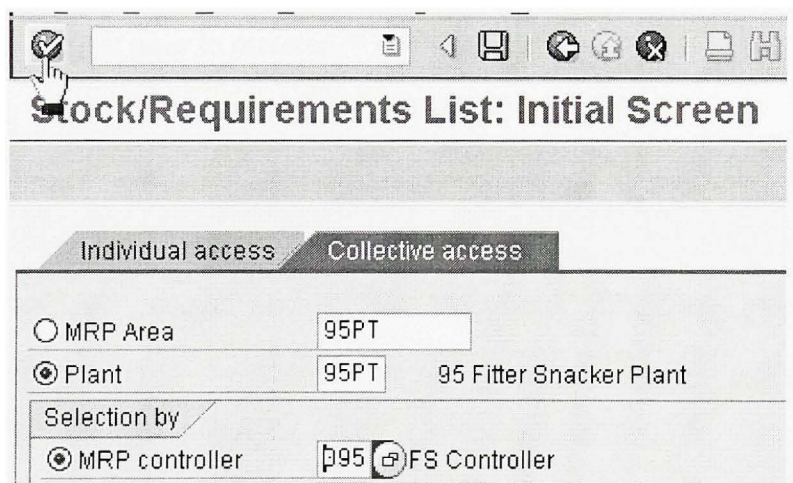 Stock/Requirements List: Initial Screen
Individual access Collective access
MRP Area 95PT
Plant 95PT 95 Fitter Snacker Plant
Selection by
MRP controller 095 FS Controller